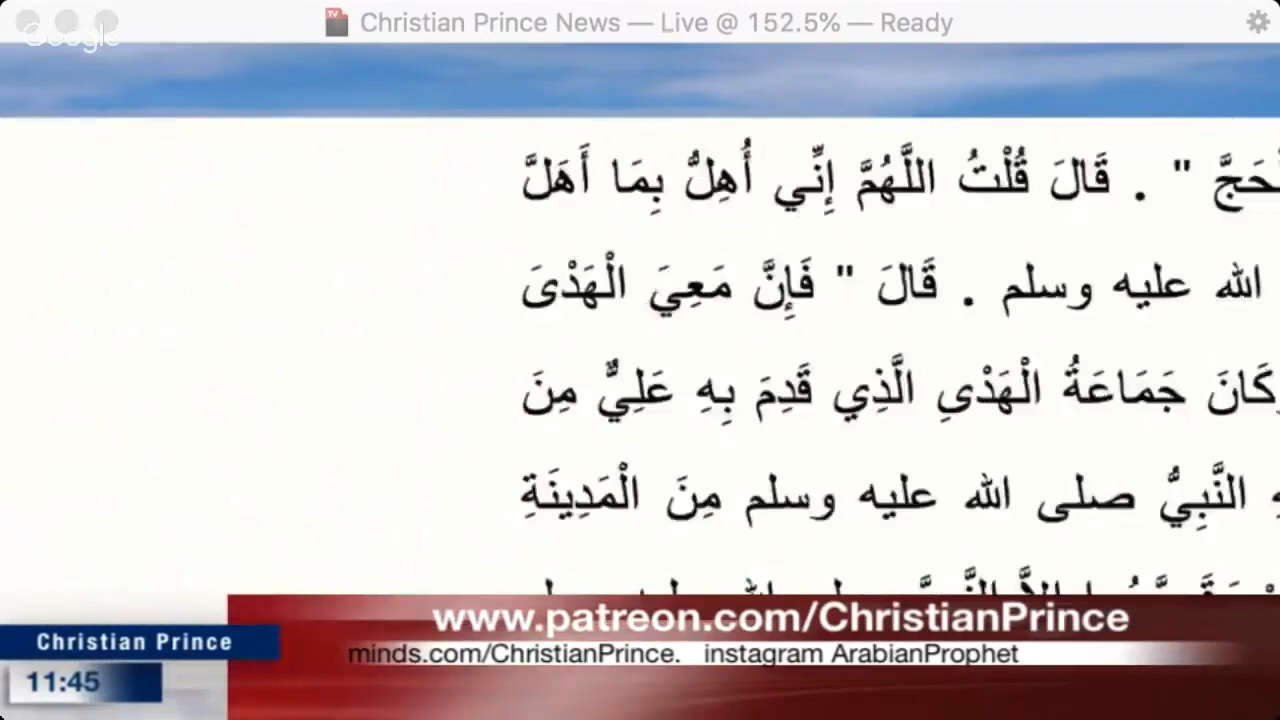 Google
Christian Prince News — Live @ 152.5% — Ready
حَجَّ " . قَالَ قُلْتُ اللَّهُمَّ إِنِّي أُهِلُّ بِمَا أَهَلَّ
الله عليه وسلم . قَالَ " فَإِنَّ مَعِيَ الْهَدْىَ
كَانَ جَمَاعَةُ الْهَدْىِ الَّذِي قَدِمَ بِهِ عَلِيٌّ مِنَ
النَّبِيُّ صلى الله عليه وسلم مِنَ الْمَدِينَةِ
www.patreon.com/ChristianPrince
Christian Prince
minds.com/ChristianPrince. instagram ArabianProphet
11:45